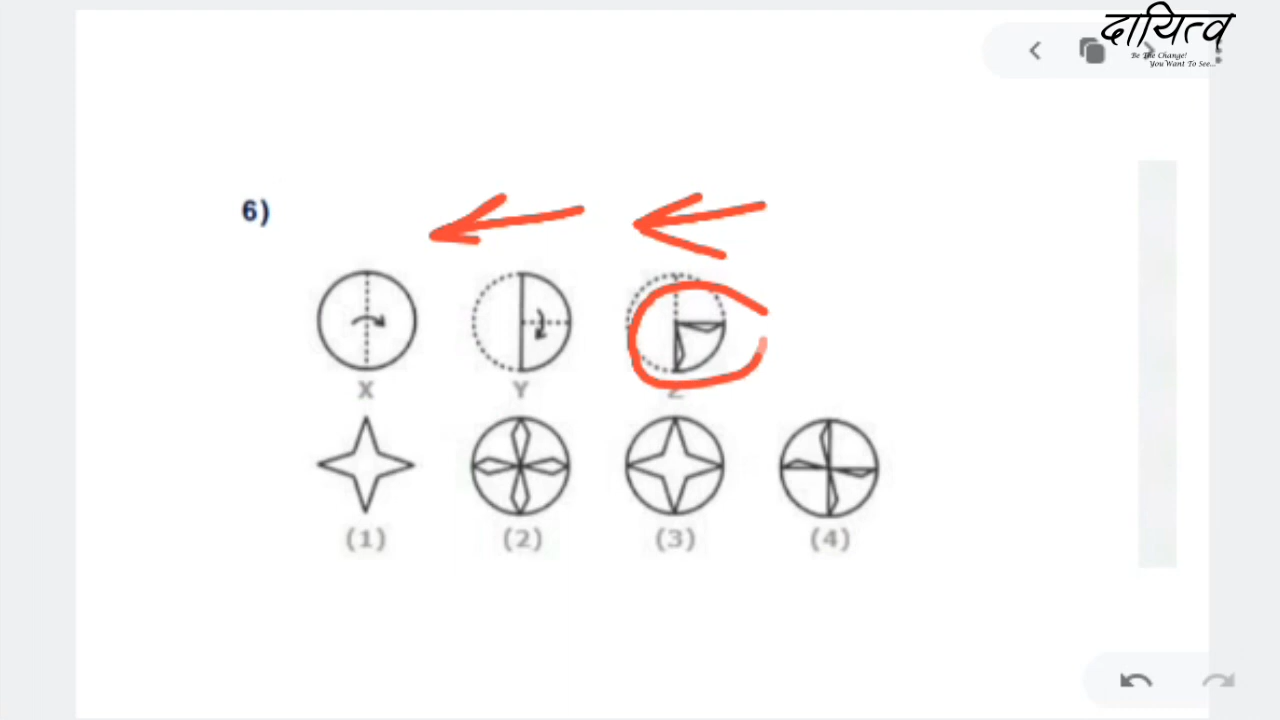 दायित्व
Be The Change!
You Want To See...
6)
X Y Z
(1) (2) (3) (4)